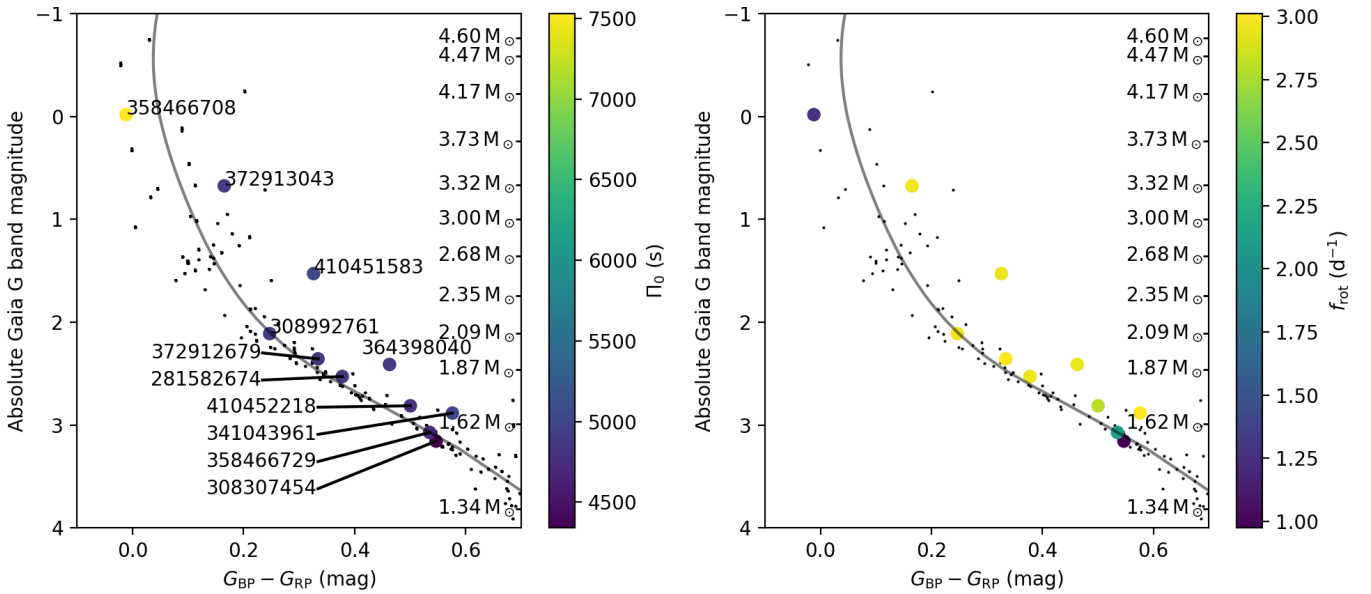 −1
0
1
2
3
4
Absolute Gaia G band magnitude
0.0
0.2
0.4
0.6
G_BP − G_RP (mag)
358466708
372913043
410451583
308992761
372912679
364398040
281582674
410452218
341043961
358466729
308307454
4.60 M⊙
4.47 M⊙
4.17 M⊙
3.73 M⊙
3.32 M⊙
3.00 M⊙
2.68 M⊙
2.35 M⊙
2.09 M⊙
1.87 M⊙
1.62 M⊙
1.34 M⊙
7500
7000
6500
6000
5500
5000
4500
Π₀ (s)
−1
0
1
2
3
4
Absolute Gaia G band magnitude
0.0
0.2
0.4
0.6
G_BP − G_RP (mag)
4.60 M⊙
4.47 M⊙
4.17 M⊙
3.73 M⊙
3.32 M⊙
3.00 M⊙
2.68 M⊙
2.35 M⊙
2.09 M⊙
1.87 M⊙
1.62 M⊙
1.34 M⊙
3.00
2.75
2.50
2.25
2.00
1.75
1.50
1.25
1.00
f_rot (d⁻¹)